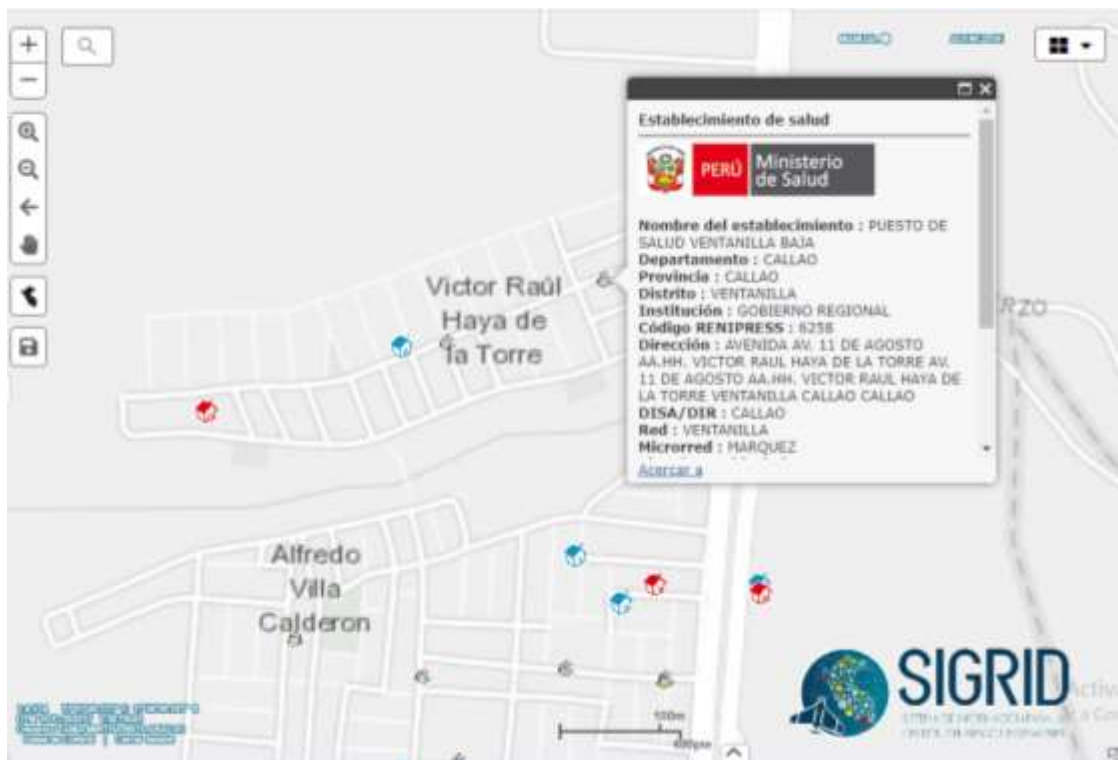 Establecimiento de salud
PERÚ
Ministerio
de Salud
Nombre del establecimiento : PUESTO DE
SALUD VENTANILLA BAJA
Departamento : CALLAO
Provincia : CALLAO
Distrito : VENTANILLA
Institución : GOBIERNO REGIONAL
Código RENIPRESS : 6258
Dirección : AVENIDA AV. 11 DE AGOSTO
AA.HH. VICTOR RAUL HAYA DE LA TORRE AV.
11 DE AGOSTO AA.HH. VICTOR RAUL HAYA DE
LA TORRE VENTANILLA CALLAO CALLAO
DISA/DIR : CALLAO
Red : VENTANILLA
Microrred : MARQUEZ
Acercar a
Victor Raúl
Haya de
la Torre
RZO
Alfredo
Villa
Calderon
SIGRID
100m
400pie